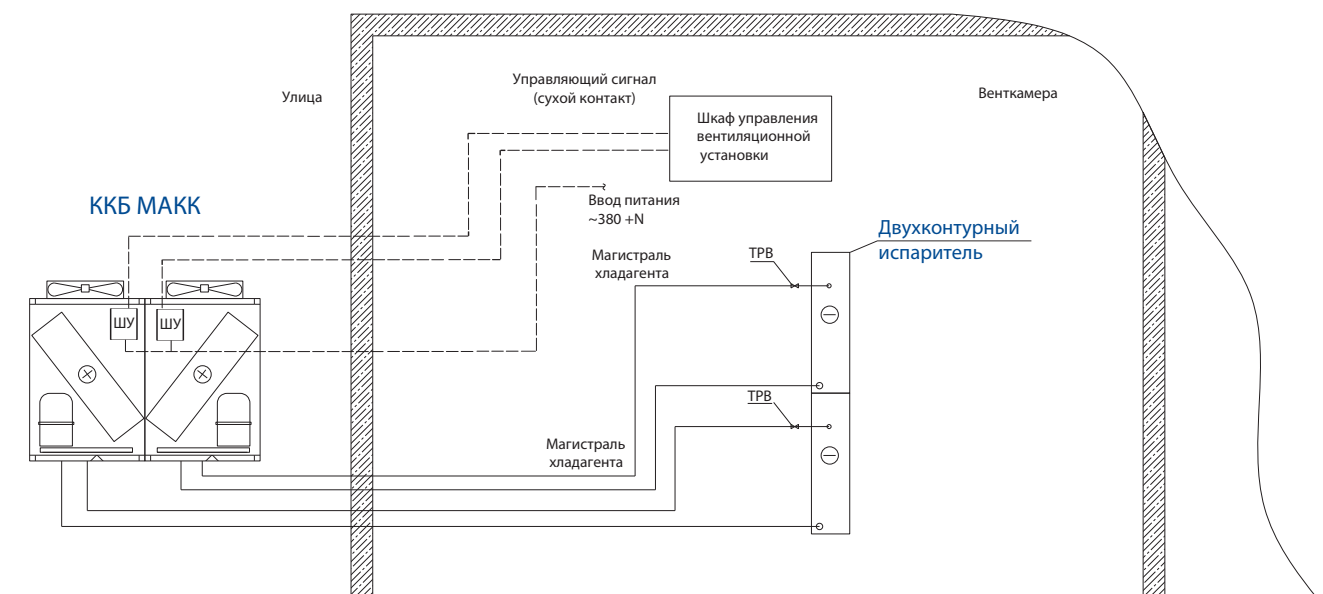 Управляющий сигнал
(сухой контакт)
Улица
Венткамера
Шкаф управления
вентиляционной
установки
ККБ МАКК
Ввод питания
~380 +N
Двухконтурный
испаритель
Магистраль
хладагента
ТРВ
ШУ
ШУ
ТРВ
Магистраль
хладагента